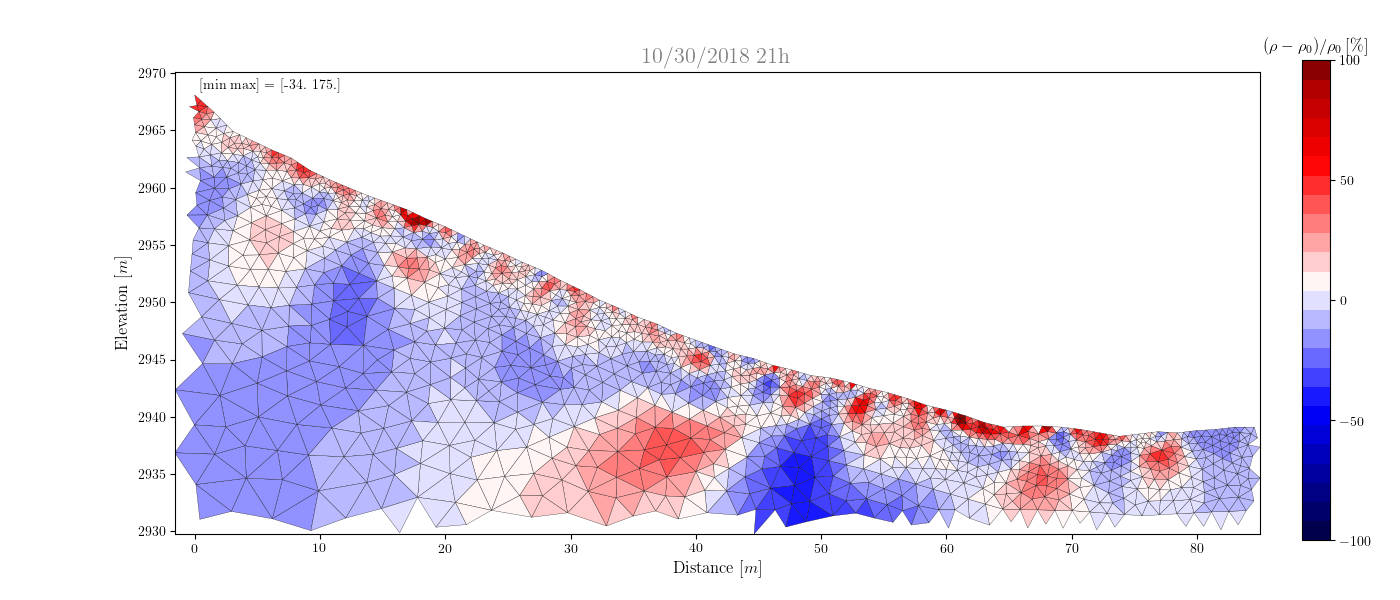 10/30/2018 21h
(ρ − ρ₀)/ρ₀ [%]
[min max] = [-34. 175.]
2970
2965
2960
2955
2950
2945
2940
2935
2930
Elevation [m]
0 10 20 30 40 50 60 70 80
Distance [m]
100
50
0
−50
−100